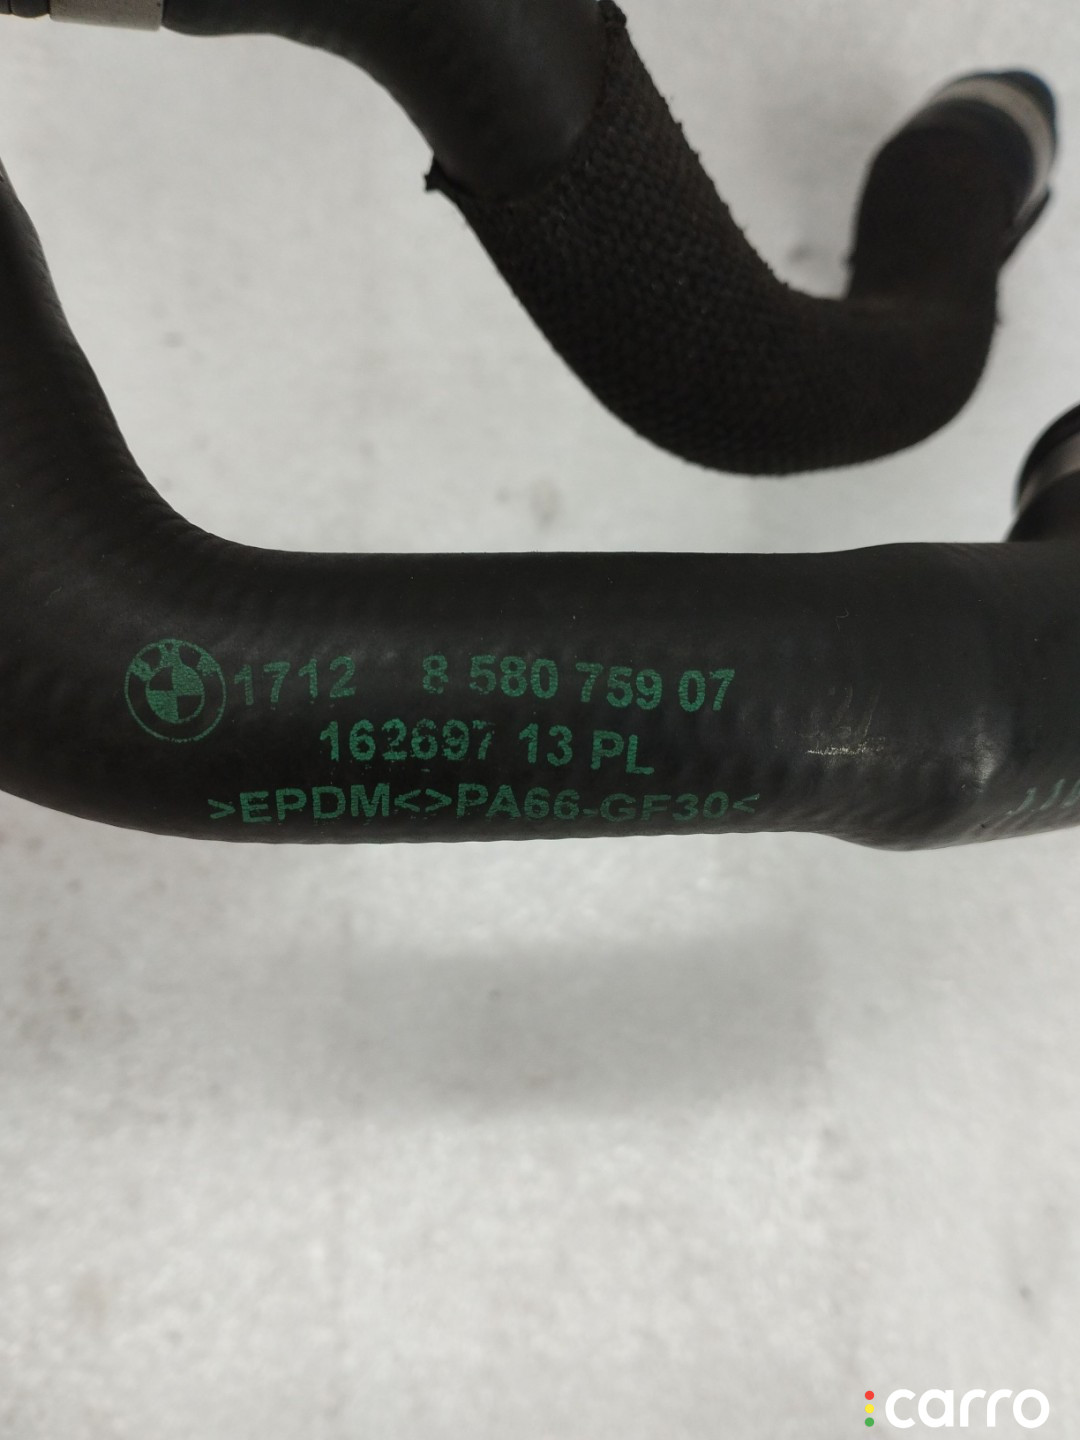 1712 8 580 759 07
162697 13 PL
>EPDM<>PA66-GF30<
carro